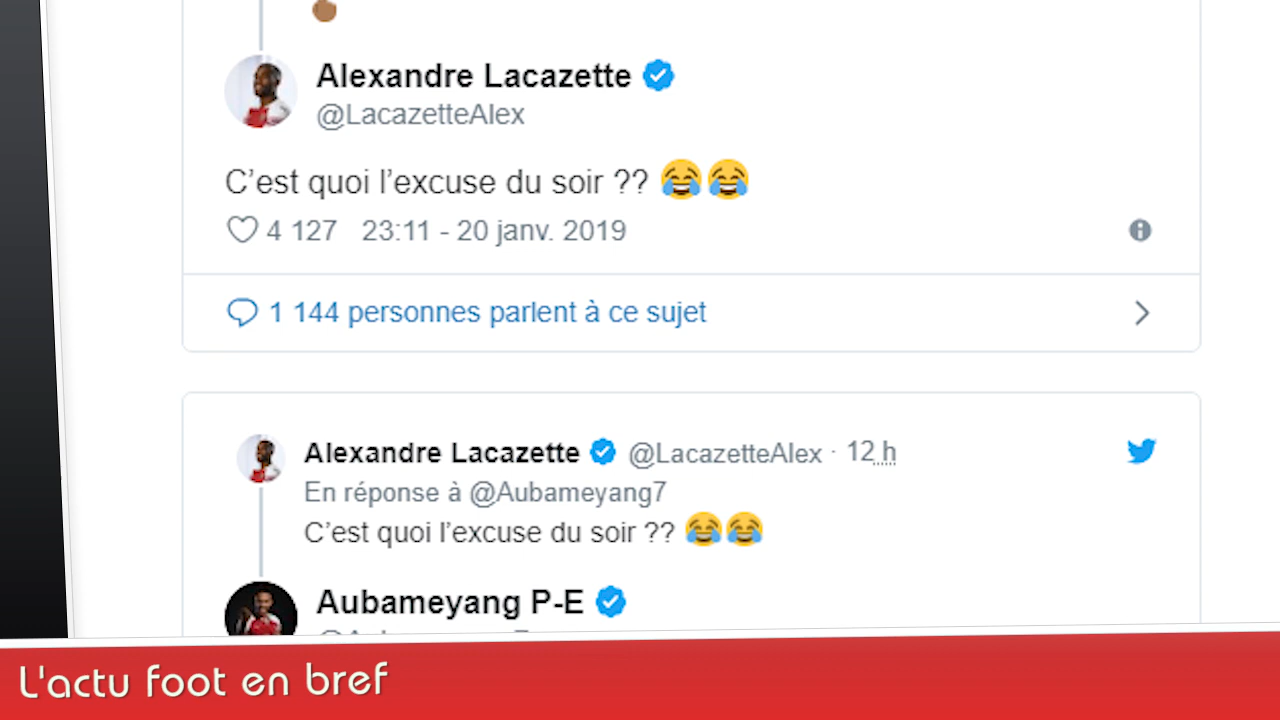 Alexandre Lacazette
@LacazetteAlex
C’est quoi l’excuse du soir ?? 😂😂
4 127 23:11 - 20 janv. 2019
1 144 personnes parlent à ce sujet
Alexandre Lacazette @LacazetteAlex · 12 h
En réponse à @Aubameyang7
C’est quoi l’excuse du soir ?? 😂😂
Aubameyang P-E
L'actu foot en bref